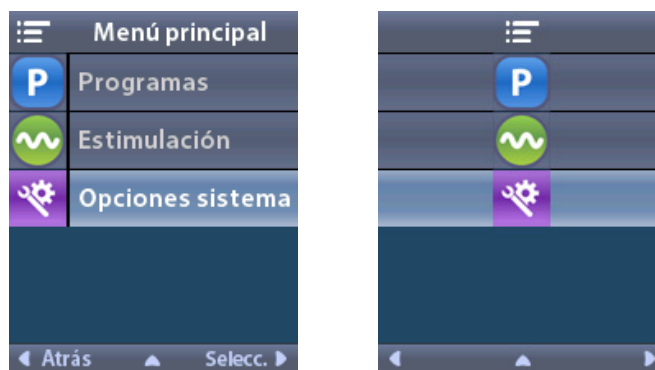 Menú principal
P
Programas
Estimulación
Opciones sistema
Atrás
Selecc.
P